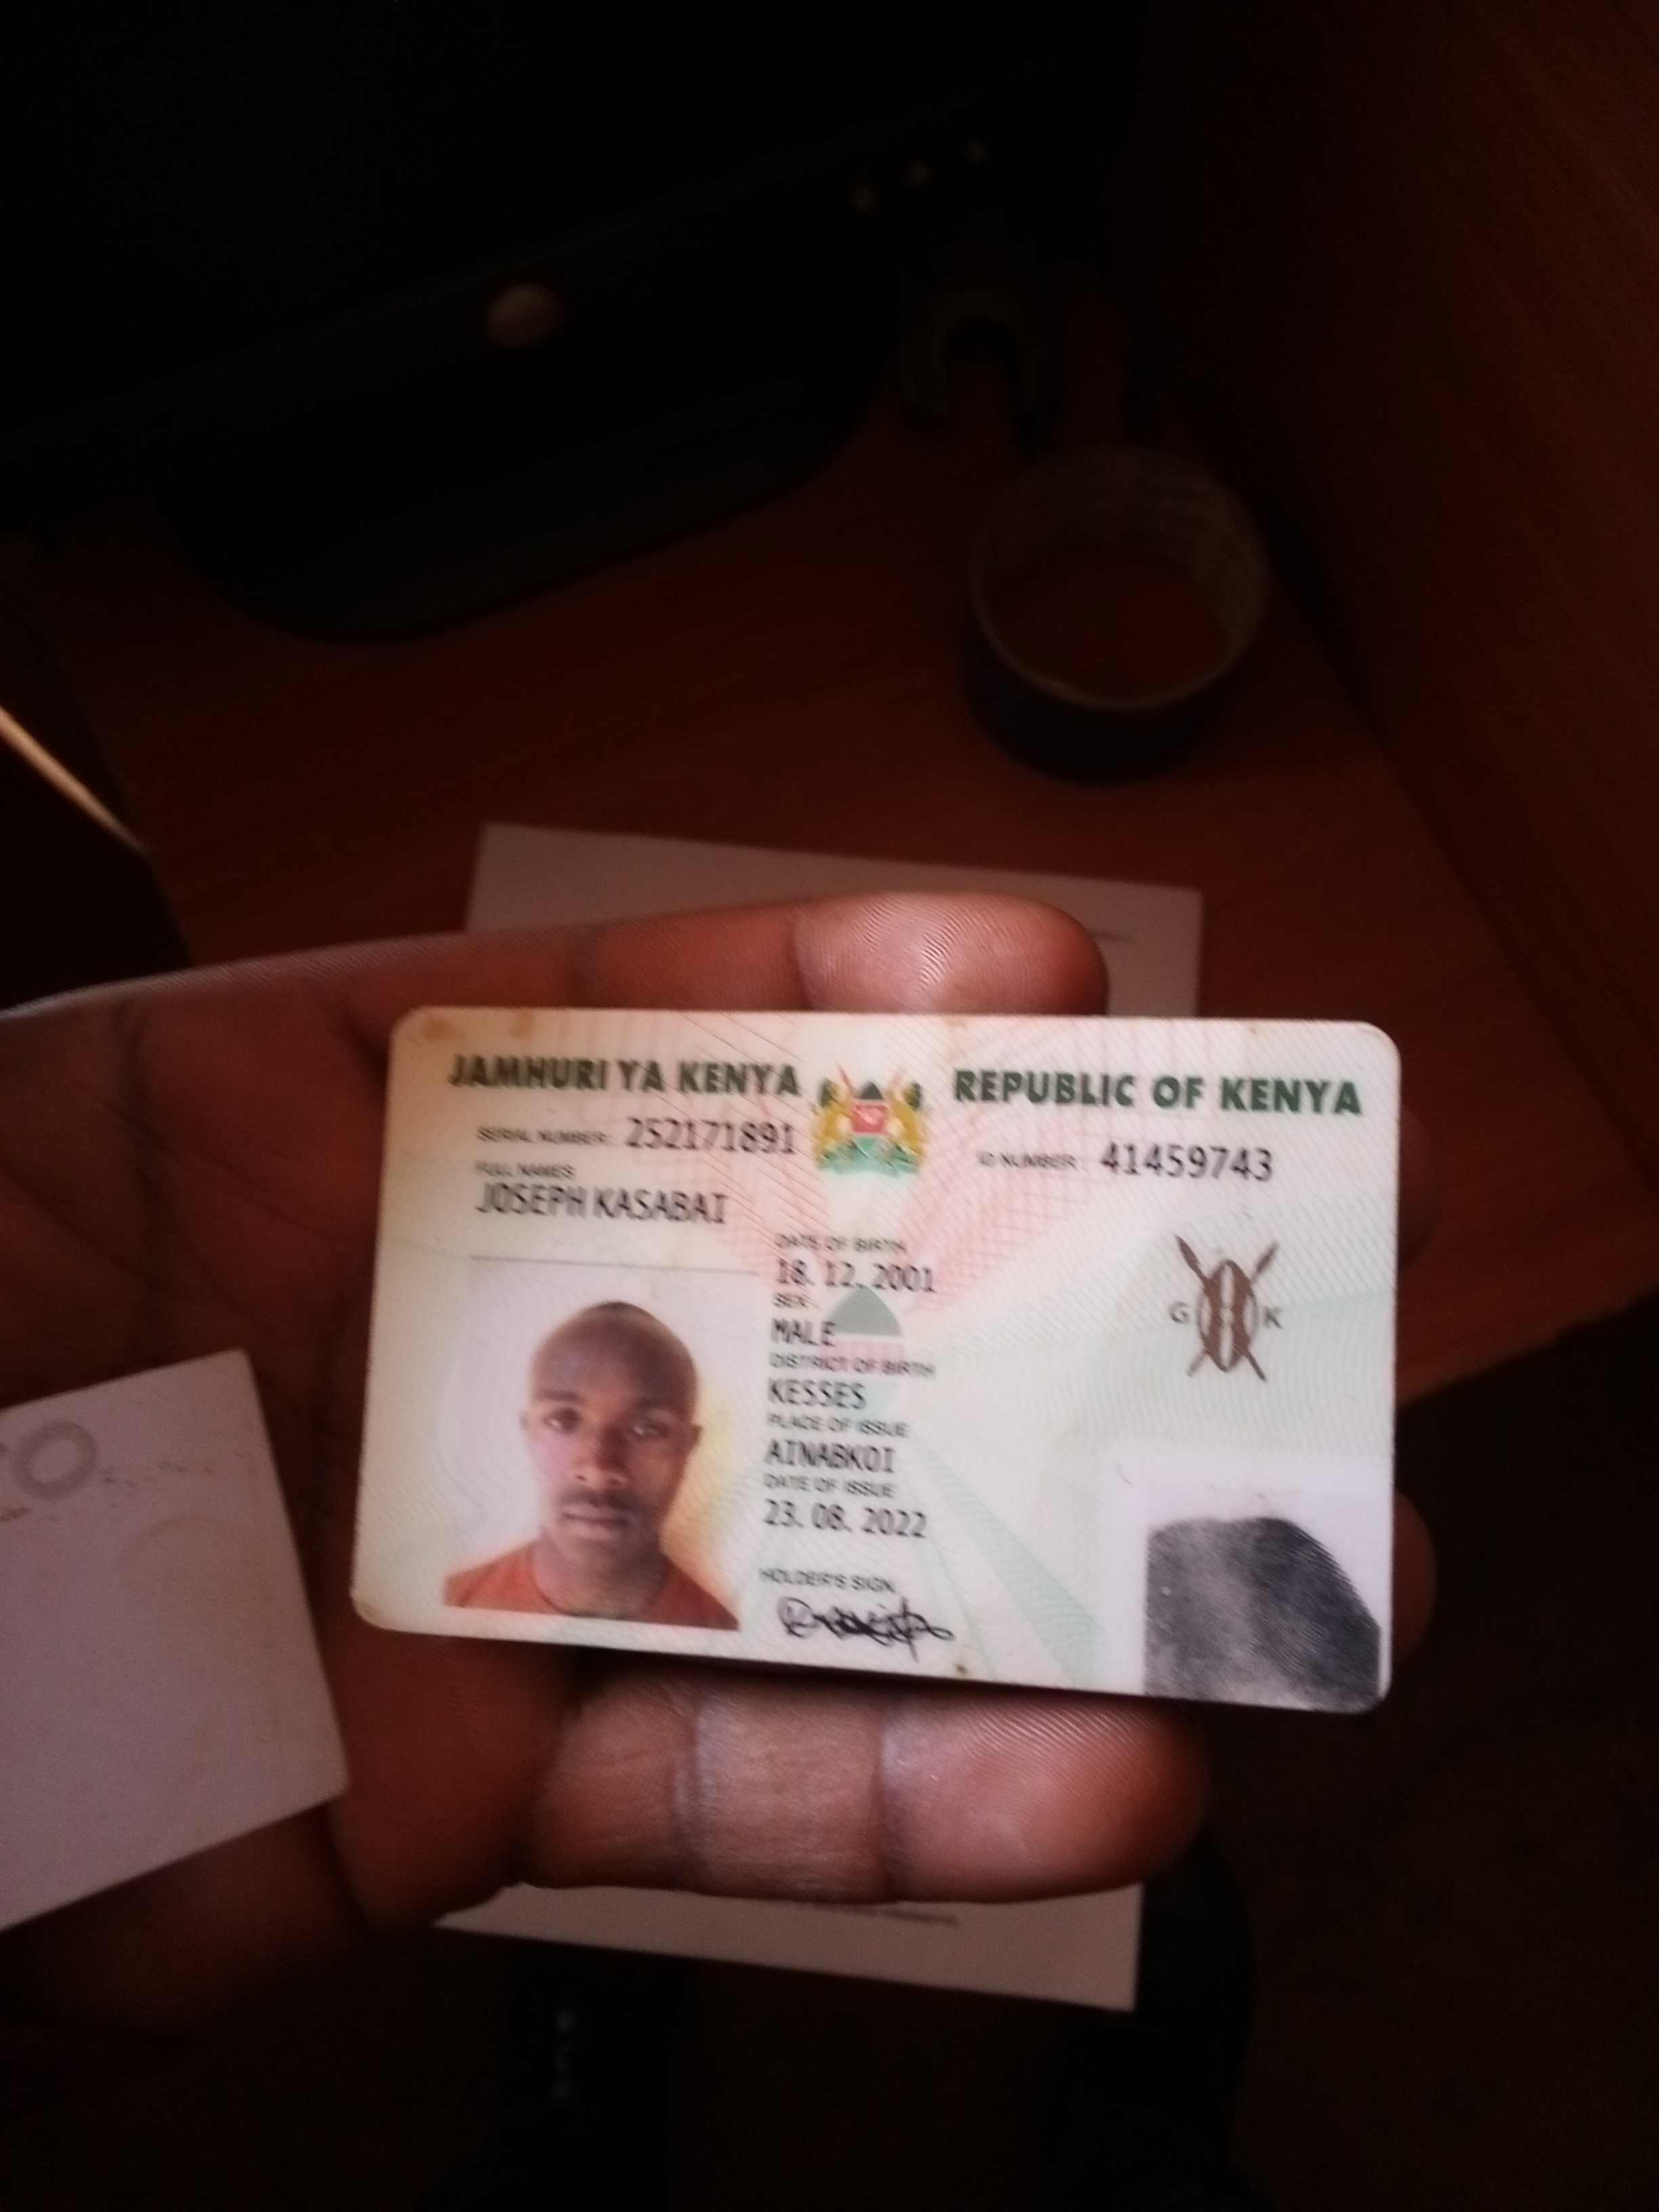 JAMHURI YA KENYA REPUBLIC OF KENYA
SERIAL NUMBER: 252171891 ID NUMBER: 41459743
FULL NAMES
JOSEPH KASABAI
DATE OF BIRTH
18. 12. 2001
SEX
MALE
DISTRICT OF BIRTH
KESSES
PLACE OF ISSUE
AINABKOI
DATE OF ISSUE
23. 08. 2022
HOLDER'S SIGN.
G K